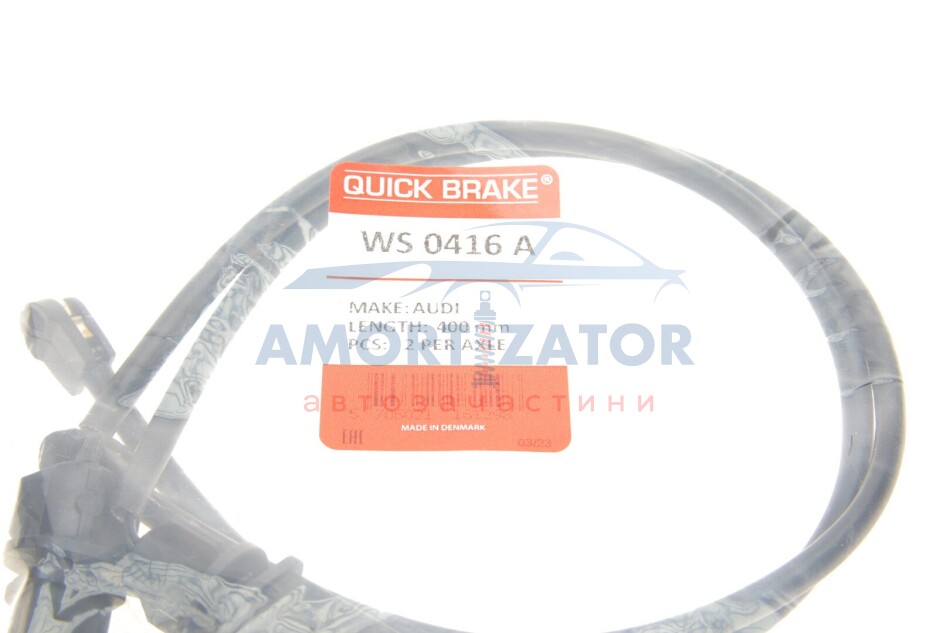 QUICK BRAKE®
WS 0416 A
MAKE: AUDI
LENGTH: 400 mm
PCS: 2 PER AXLE
AMORTIZATOR
автозачастини
MADE IN DENMARK
EAC
03/23